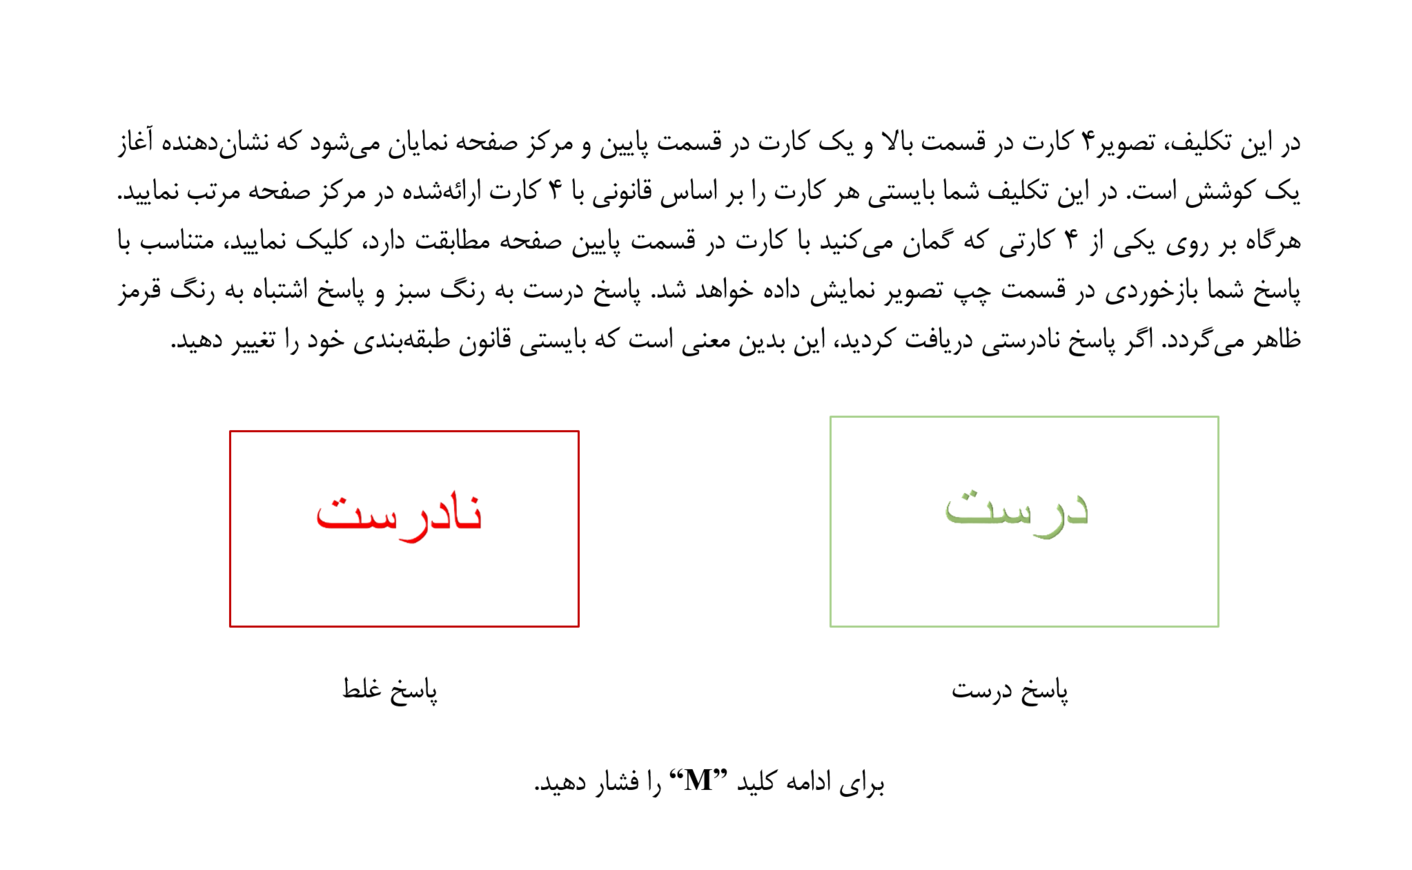 در این تکلیف، تصویر۴ کارت در قسمت بالا و یک کارت در قسمت پایین و مرکز صفحه نمایان می‌شود که نشان‌دهنده آغاز
یک کوشش است. در این تکلیف شما بایستی هر کارت را بر اساس قانونی با ۴ کارت ارائه‌شده در مرکز صفحه مرتب نمایید.
هرگاه بر روی یکی از ۴ کارتی که گمان می‌کنید با کارت در قسمت پایین صفحه مطابقت دارد، کلیک نمایید، متناسب با
پاسخ شما بازخوردی در قسمت چپ تصویر نمایش داده خواهد شد. پاسخ درست به رنگ سبز و پاسخ اشتباه به رنگ قرمز
ظاهر می‌گردد. اگر پاسخ نادرستی دریافت کردید، این بدین معنی است که بایستی قانون طبقه‌بندی خود را تغییر دهید.
درست
نادرست
پاسخ درست
پاسخ غلط
برای ادامه کلید “M” را فشار دهید.